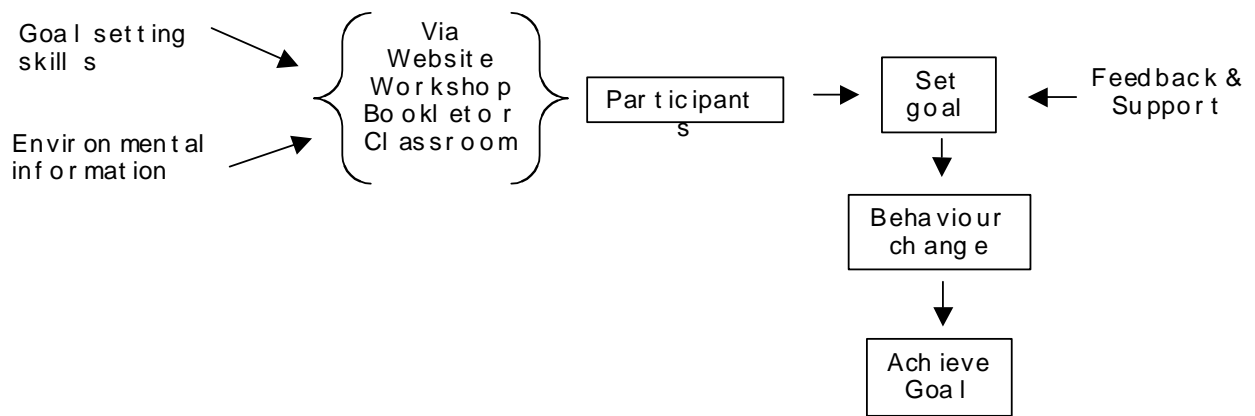 Goal setting
skills
Environmental
information
Via
Website
Workshop
Booklet or
Classroom
Participant
s
Set
goal
Feedback &
Support
Behaviour
change
Achieve
Goal